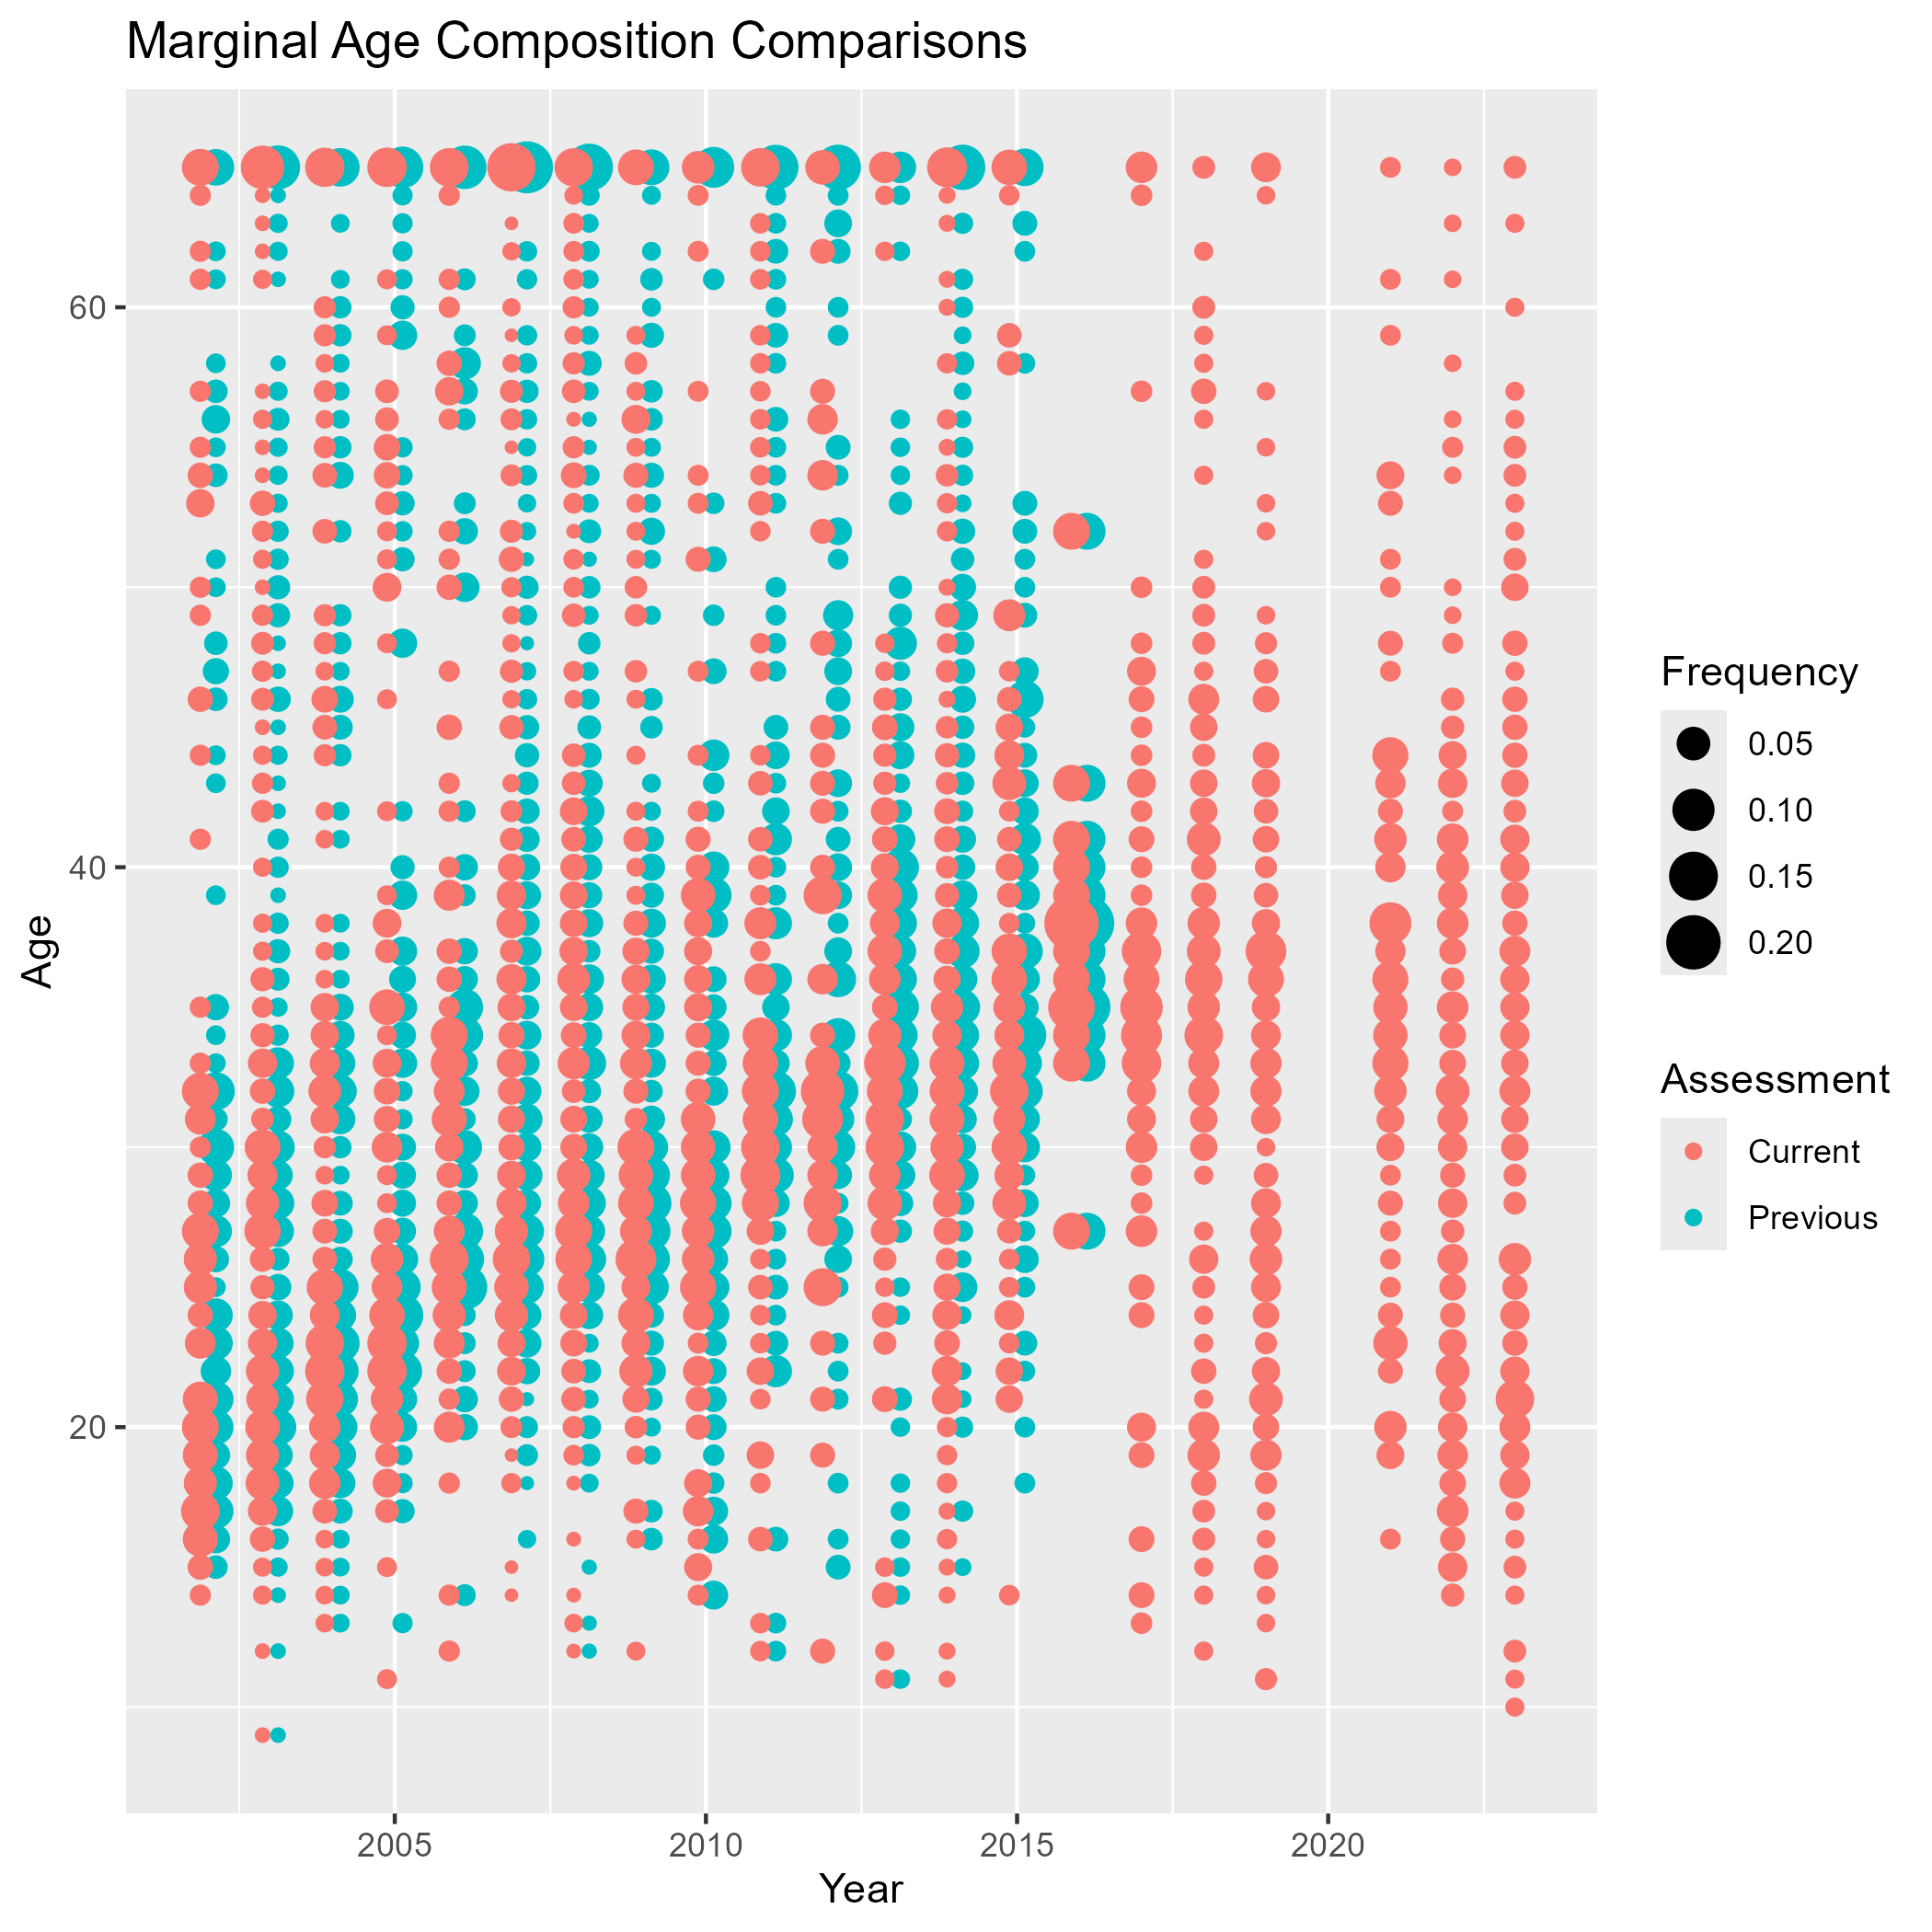 Marginal Age Composition Comparisons
60
40
20
Age
2005
2010
2015
2020
Year
Frequency
0.05
0.10
0.15
0.20
Assessment
Current
Previous